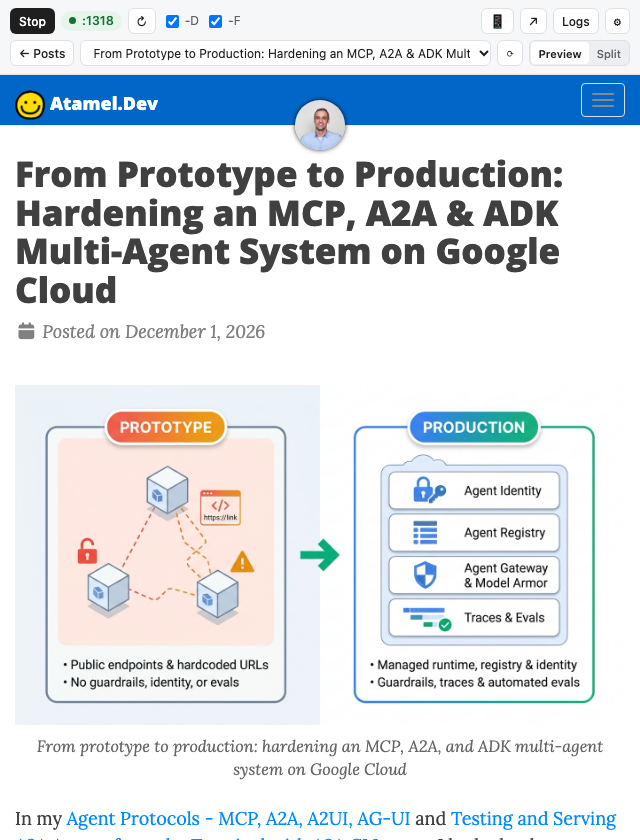 Stop
:1318
-D
-F
Logs
← Posts
From Prototype to Production: Hardening an MCP, A2A & ADK Mult
Preview
Split
Atamel.Dev
From Prototype to Production:
Hardening an MCP, A2A & ADK
Multi-Agent System on Google
Cloud
Posted on December 1, 2026
PROTOTYPE
</>
https://link
• Public endpoints & hardcoded URLs
• No guardrails, identity, or evals
PRODUCTION
Agent Identity
Agent Registry
Agent Gateway
& Model Armor
Traces & Evals
• Managed runtime, registry & identity
• Guardrails, traces & automated evals
From prototype to production: hardening an MCP, A2A, and ADK multi-agent
system on Google Cloud
In my Agent Protocols - MCP, A2A, A2UI, AG-UI and Testing and Serving